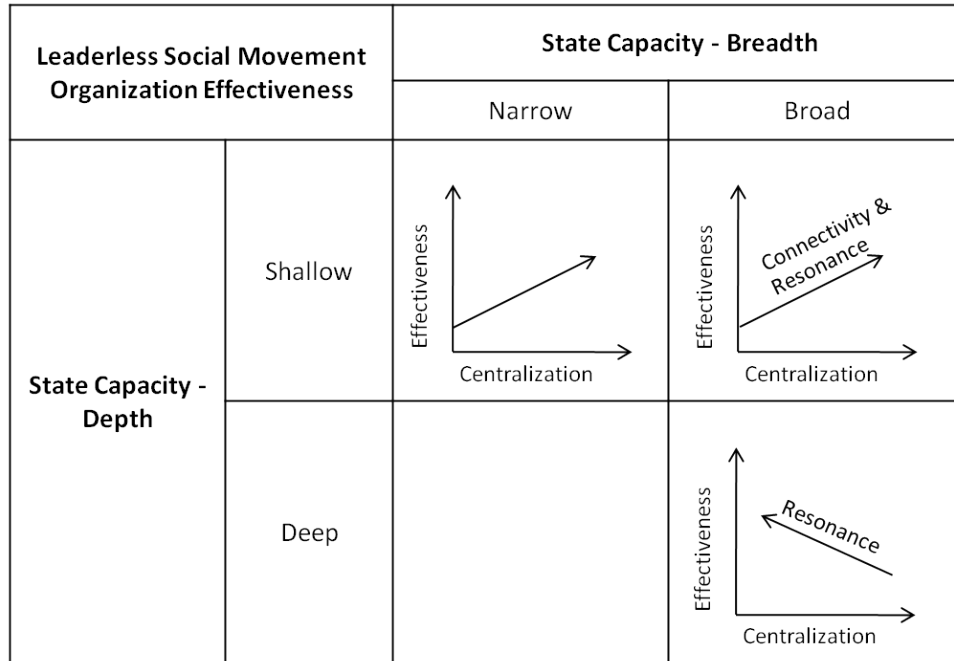 Leaderless Social Movement
Organization Effectiveness
State Capacity - Breadth
Narrow
Broad
State Capacity -
Depth
Shallow
Effectiveness
Centralization
Effectiveness
Connectivity &
Resonance
Centralization
Deep
Effectiveness
Resonance
Centralization